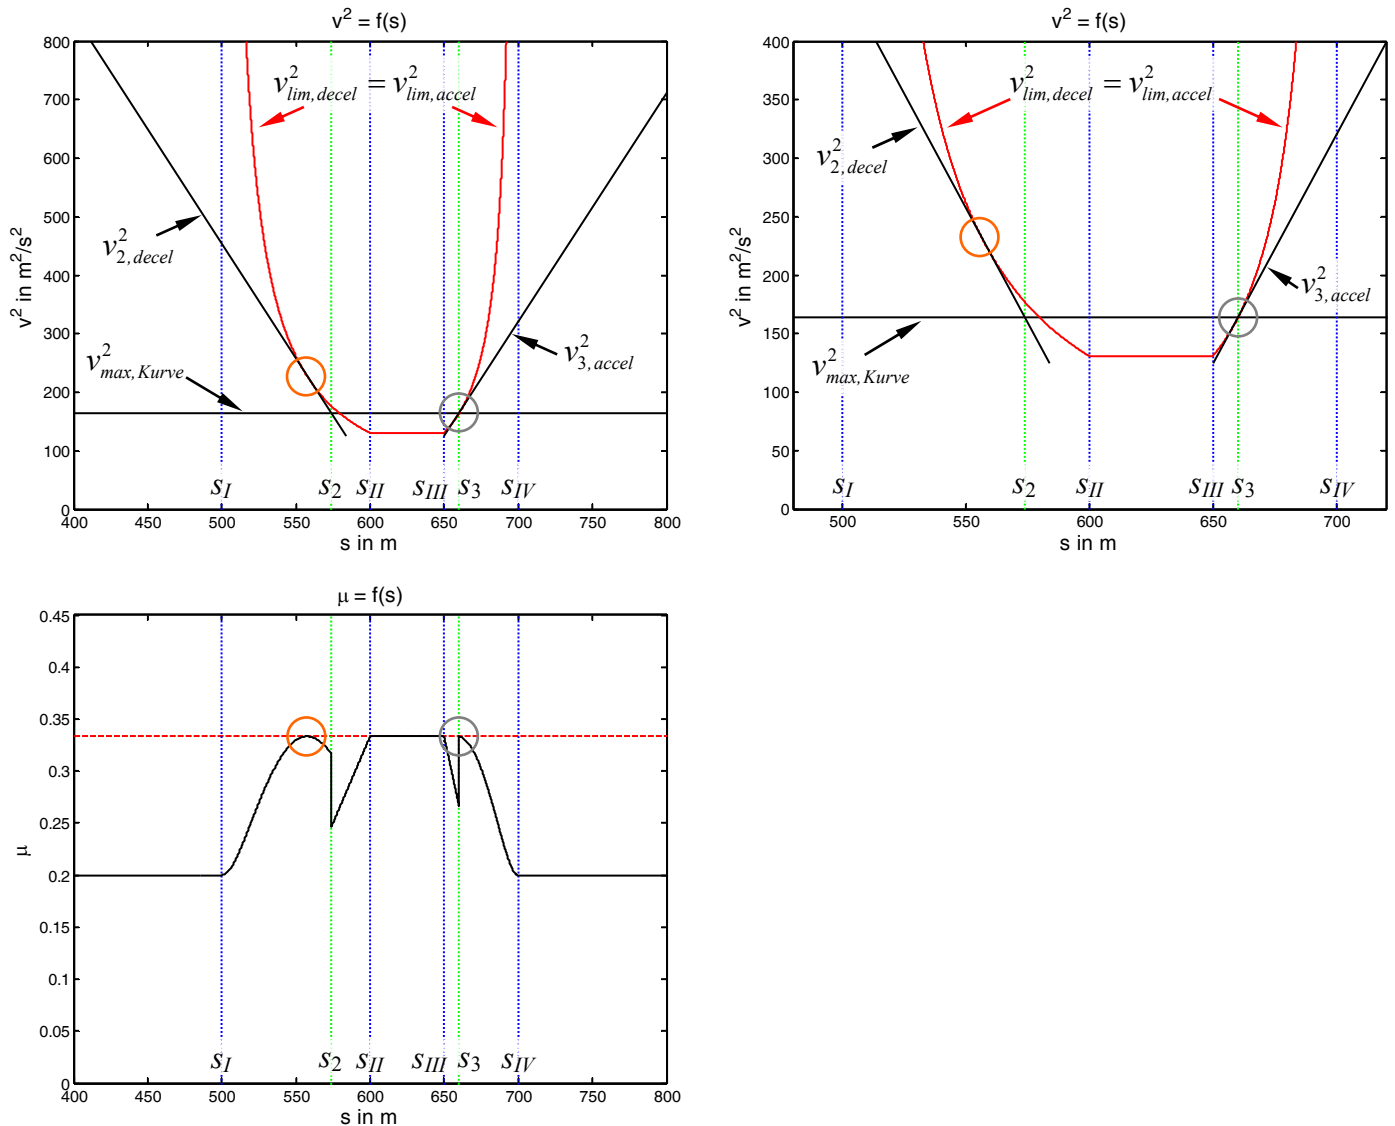 v² = f(s)
800
700
600
500
400
300
200
100
0
v² in m²/s²
v²lim,decel = v²lim,accel
v²2,decel
v²max,Kurve
v²3,accel
sI s2 sII sIII s3 sIV
400 450 500 550 600 650 700 750 800
s in m
v² = f(s)
400
350
300
250
200
150
100
50
0
v² in m²/s²
v²lim,decel = v²lim,accel
v²2,decel
v²3,accel
v²max,Kurve
sI s2 sII sIII s3 sIV
500 550 600 650 700
s in m
μ = f(s)
0.45
0.4
0.35
0.3
0.25
0.2
0.15
0.1
0.05
0
μ
sI s2 sII sIII s3 sIV
400 450 500 550 600 650 700 750 800
s in m